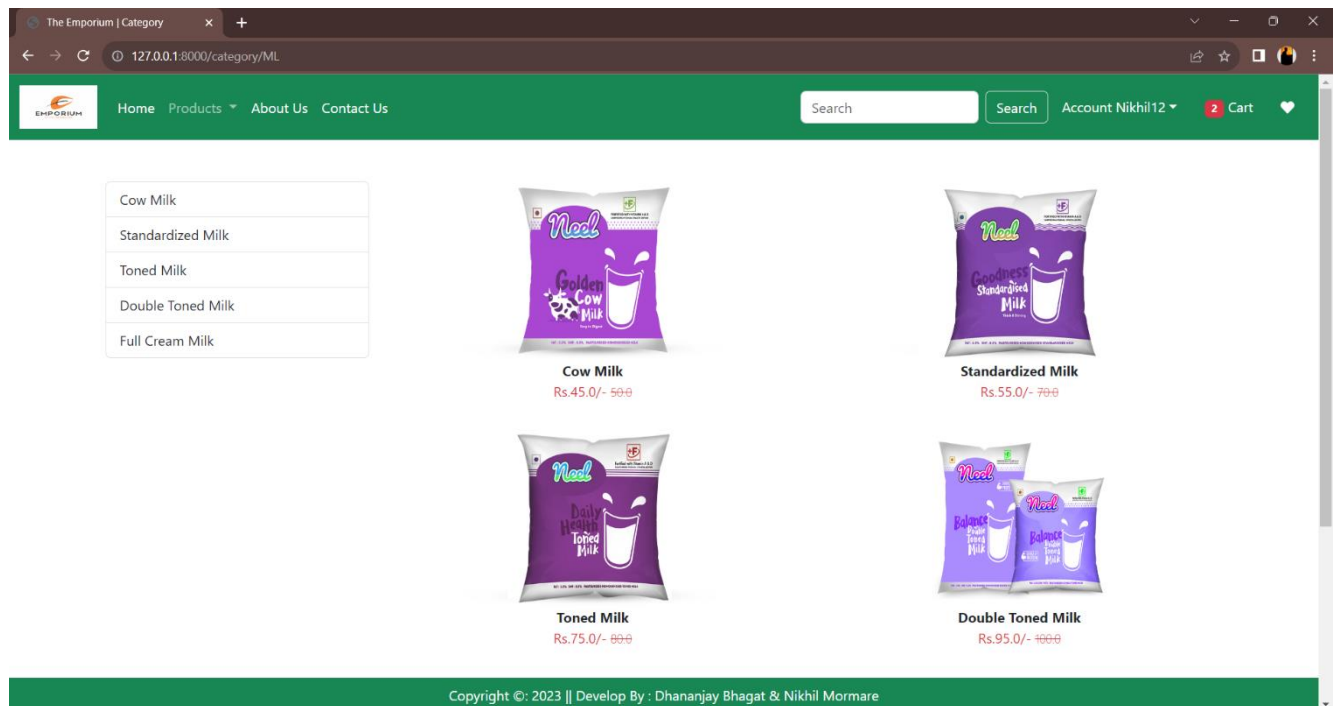 The Emporium | Category
127.0.0.1:8000/category/ML
EMPORIUM
Home Products About Us Contact Us Search Search Account Nikhil12 2 Cart
Cow Milk
Standardized Milk
Toned Milk
Double Toned Milk
Full Cream Milk
Neel
Golden
Cow
Milk
Neel
Goodness
Standardised
Milk
Cow Milk
Rs.45.0/- 50.0
Standardized Milk
Rs.55.0/- 70.0
Neel
Daily
Health
Toned
Milk
Neel
Balance
Double
Toned
Milk
Neel
Balance
Double
Toned
Milk
Toned Milk
Rs.75.0/- 80.0
Double Toned Milk
Rs.95.0/- 100.0
Copyright ©: 2023 || Develop By : Dhananjay Bhagat & Nikhil Mormare